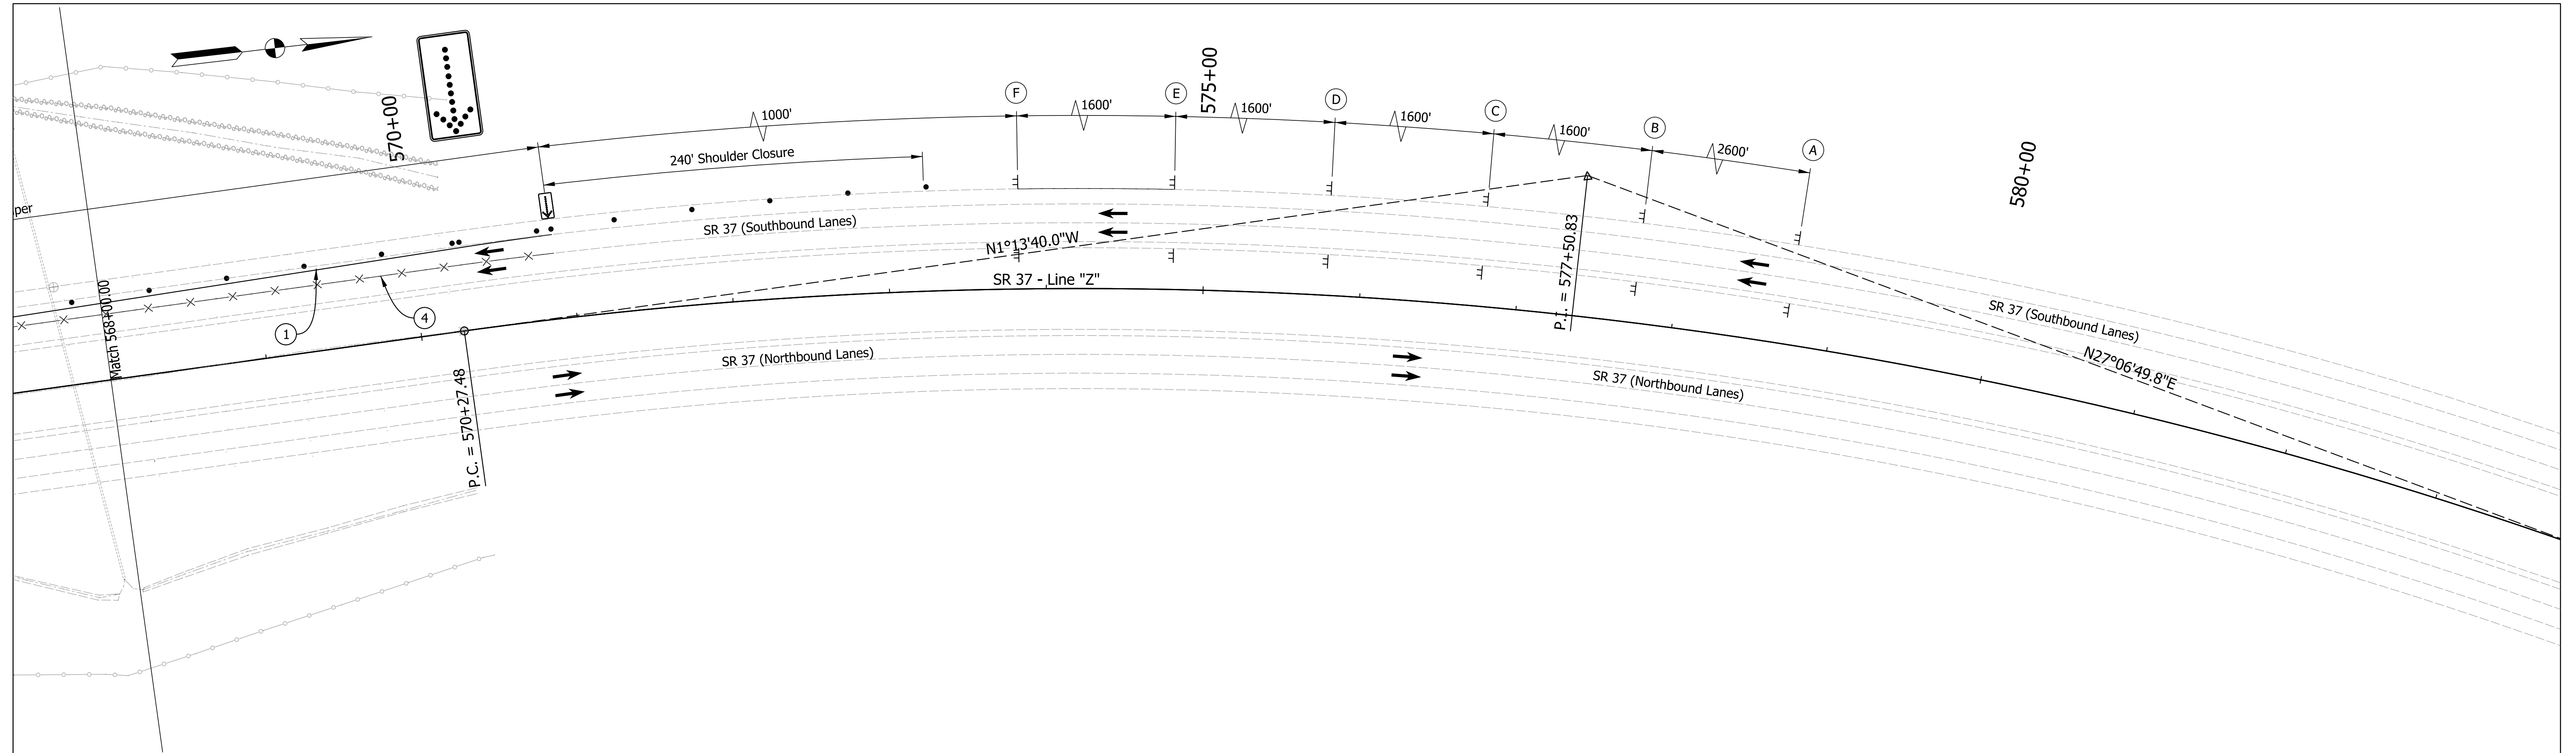 570+00
1000'
F
1600'
E
575+00
1600'
D
1600'
C
1600'
B
2600'
A
580+00
240' Shoulder Closure
per
SR 37 (Southbound Lanes)
N1°13'40.0"W
SR 37 - Line "Z"
P.I. = 577+50.83
SR 37 (Southbound Lanes)
N27°06'49.8"E
Match 568+00.00
1
4
P.C. = 570+27.48
SR 37 (Northbound Lanes)
SR 37 (Northbound Lanes)